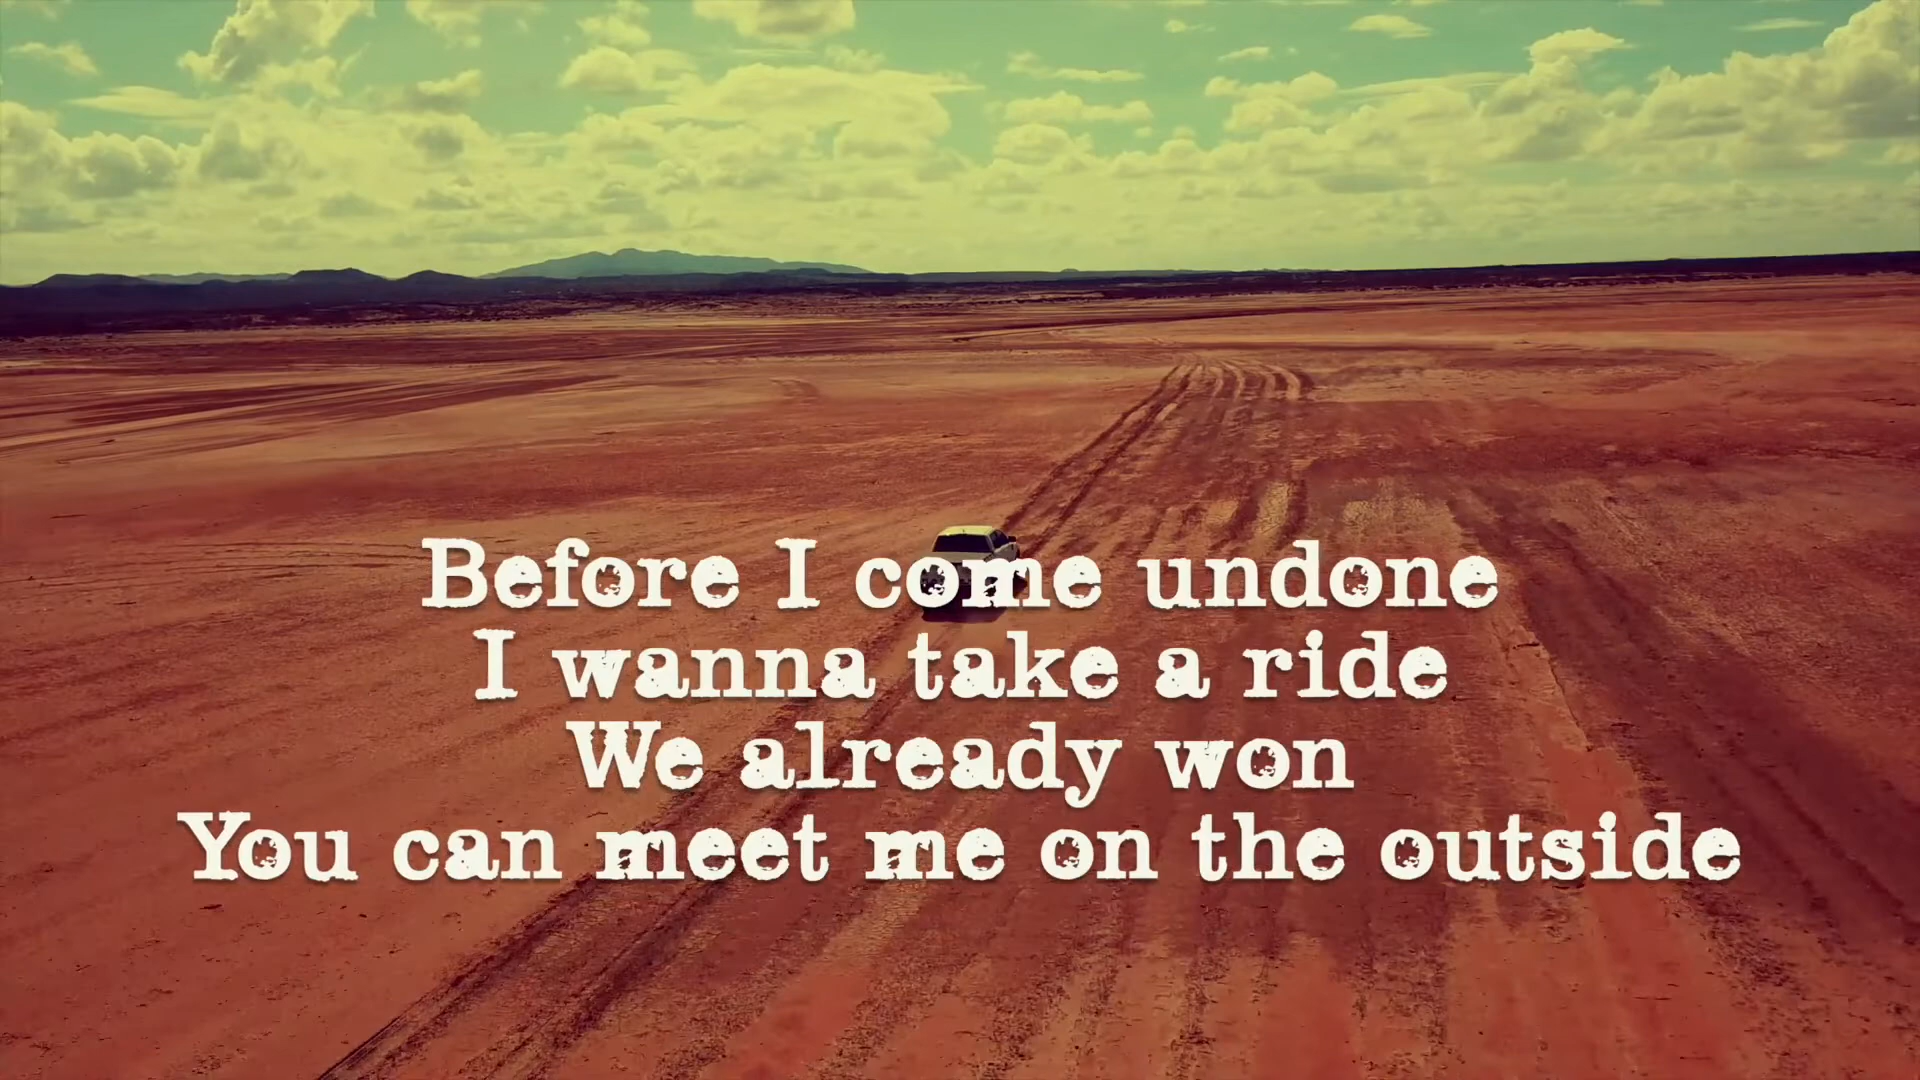 Before I come undone
I wanna take a ride
We already won
You can meet me on the outside